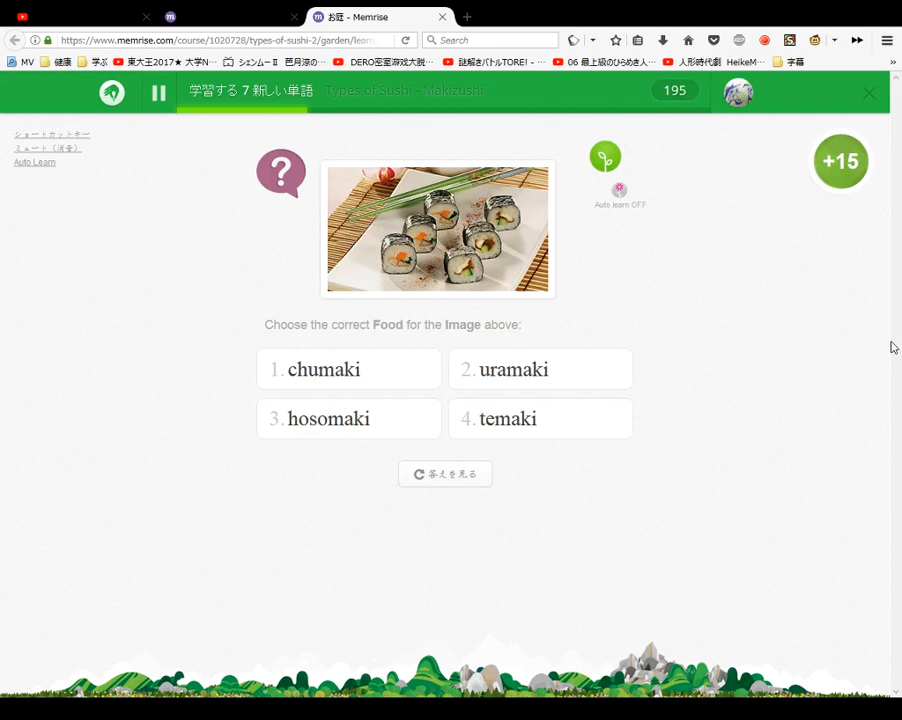 お庭 - Memrise
https://www.memrise.com/course/1020728/types-of-sushi-2/garden/learn
Search
MV 健康 学ぶ 東大王2017★ 大学N… シェンムーⅡ 芭月涼の… DERO密室游戏大脱… 謎解きバトルTORE! - … 06 最上級のひらめき人… 人形時代劇 HeikeM… 字幕
学習する 7 新しい単語 Types of Sushi - Makizushi 195
ショートカットキー
ミュート（消音）
Auto Learn
+15
?
Auto learn OFF
Choose the correct Food for the Image above:
1. chumaki 2. uramaki
3. hosomaki 4. temaki
答えを見る